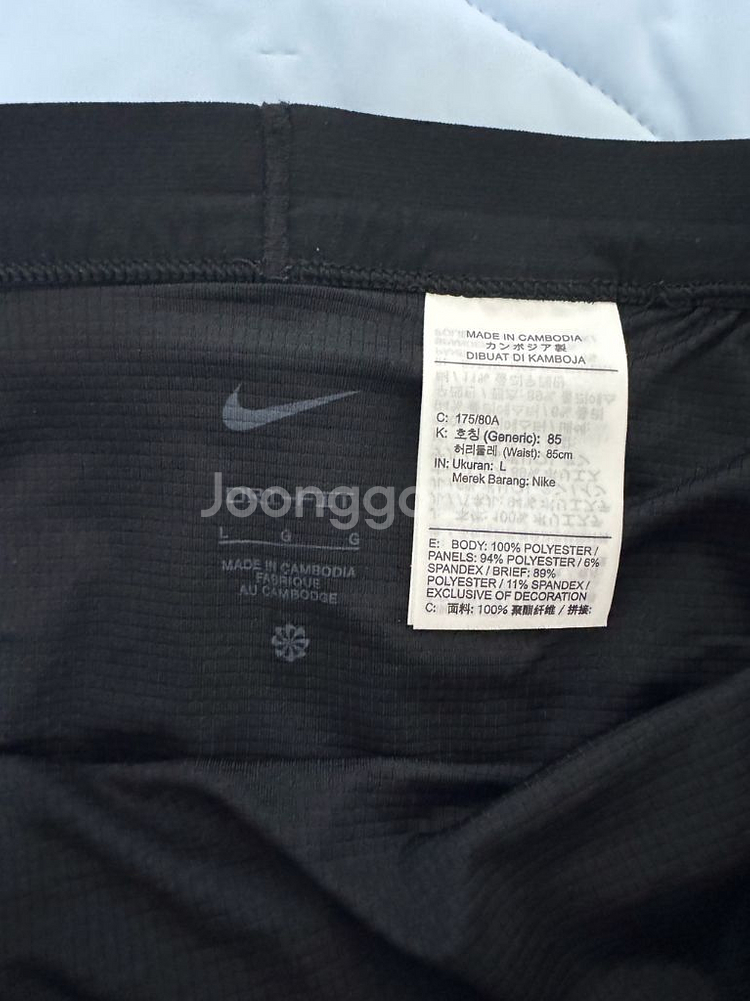 DRI-FIT
L G G
MADE IN CAMBODIA
FABRIQUE
AU CAMBODGE
Joonggo
MADE IN CAMBODIA
カンボジア製
DIBUAT DI KAMBOJA
C: 175/80A
K: 호칭 (Generic): 85
허리둘레 (Waist): 85cm
IN: Ukuran: L
Merek Barang: Nike
E: BODY: 100% POLYESTER /
PANELS: 94% POLYESTER / 6%
SPANDEX / BRIEF: 89%
POLYESTER / 11% SPANDEX /
EXCLUSIVE OF DECORATION
C: 面料: 100% 聚酯纤维 / 拼接: